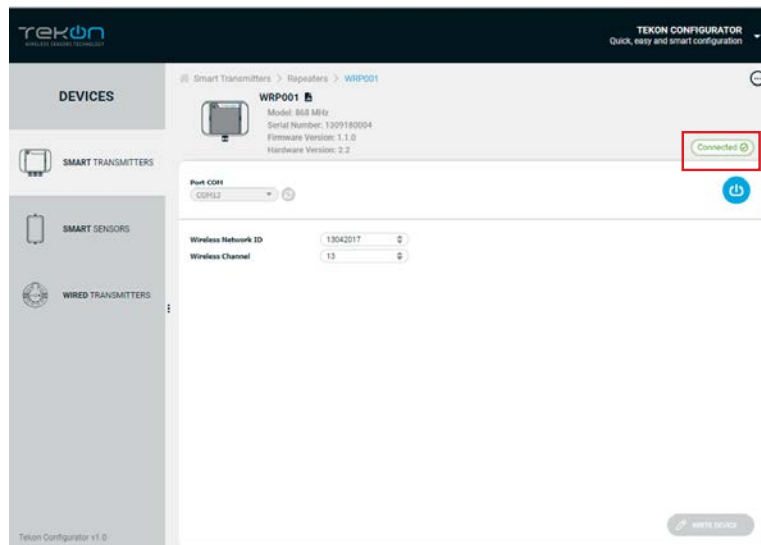 TEKON
WIRELESS SENSORS TECHNOLOGY
TEKON CONFIGURATOR
Quick, easy and smart configuration
DEVICES
SMART TRANSMITTERS
SMART SENSORS
WIRED TRANSMITTERS
Tekon Configurator v1.0
Smart Transmitters > Repeaters > WRP001
WRP001
Model: 868 MHz
Serial Number: 1309180004
Firmware Version: 1.1.0
Hardware Version: 2.2
Connected
Port COM
COM12
Wireless Network ID 13042017
Wireless Channel 13
WRITE DEVICE